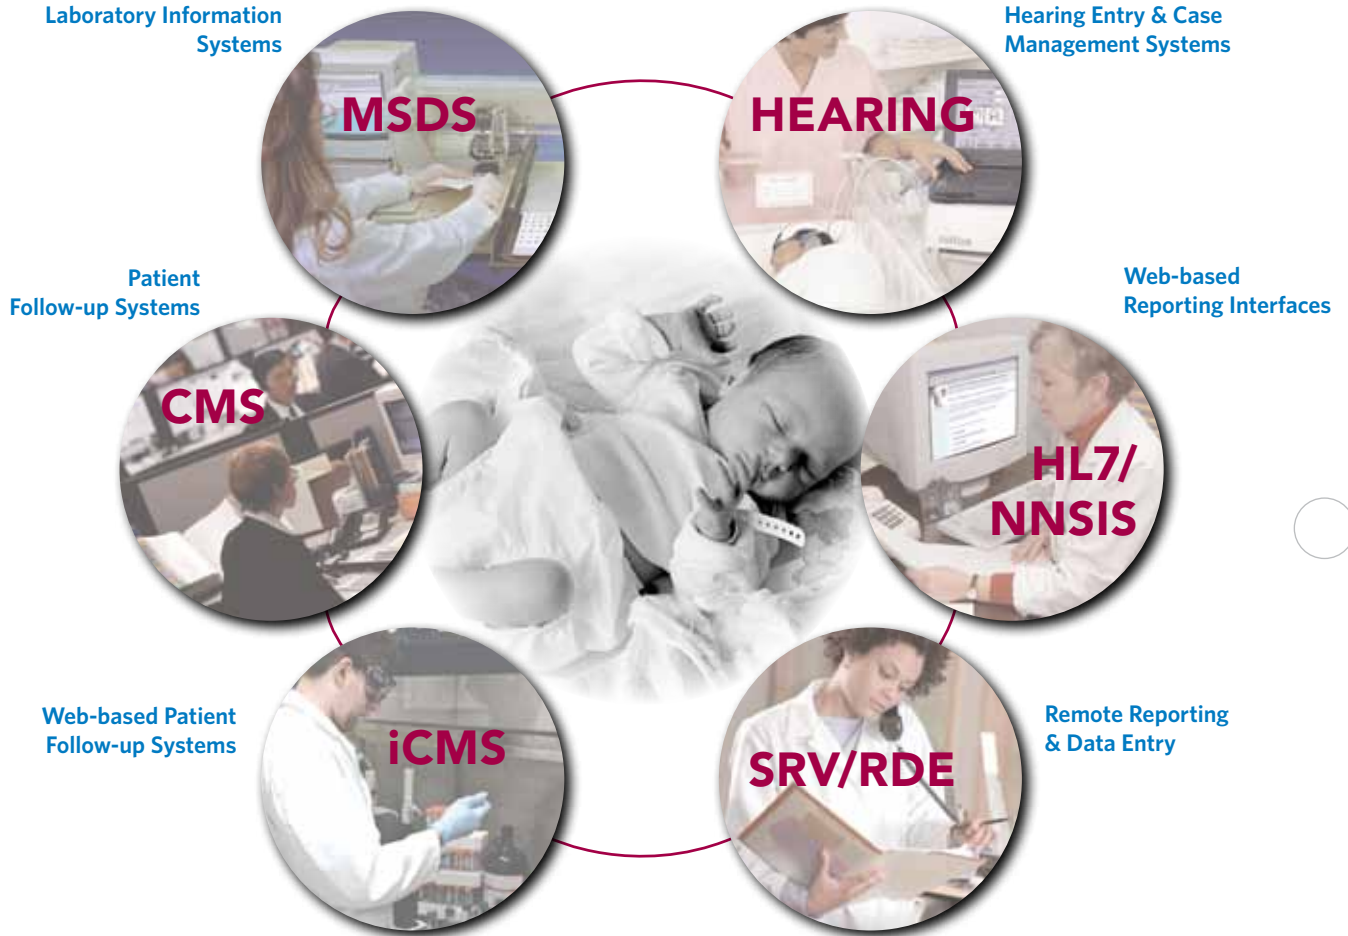 Laboratory Information
Systems
MSDS
HEARING
Hearing Entry & Case
Management Systems
Patient
Follow-up Systems
CMS
Web-based
Reporting Interfaces
HL7/
NNSIS
Web-based Patient
Follow-up Systems
iCMS
SRV/RDE
Remote Reporting
& Data Entry